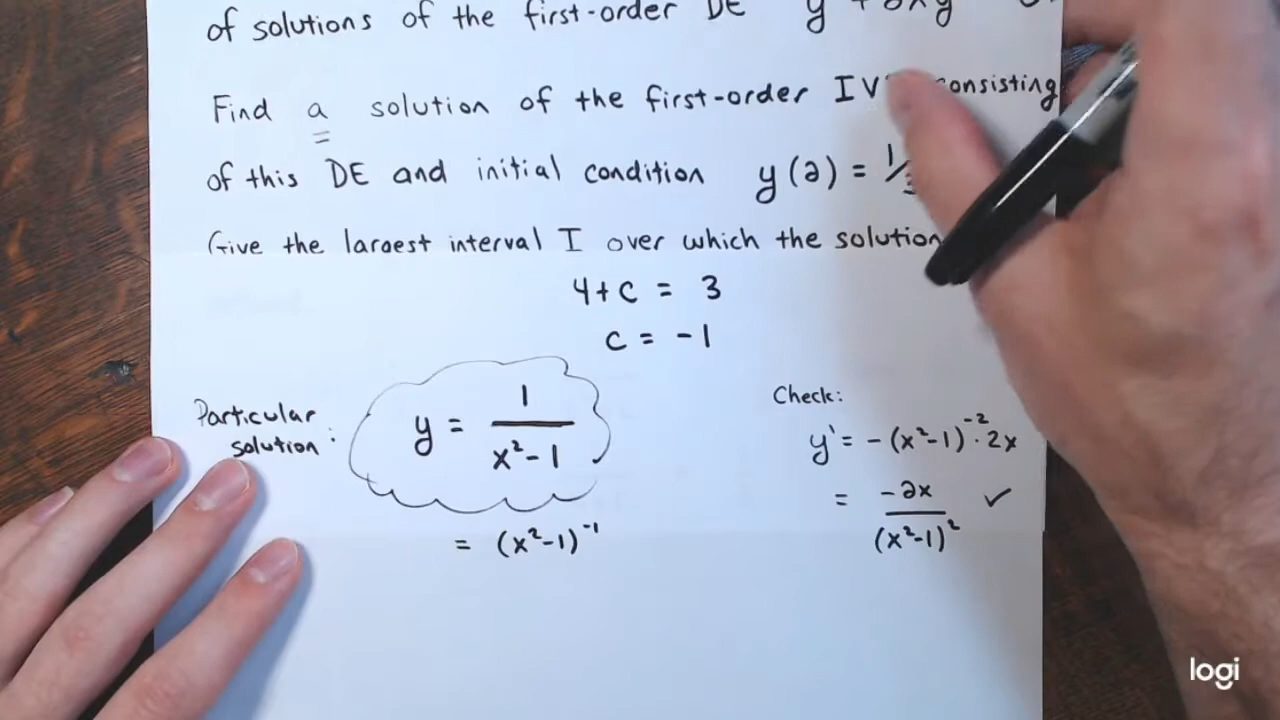 of solutions of the first-order DE y
Find a solution of the first-order IV consisting
of this DE and initial condition y(2) = 1/3
Give the largest interval I over which the solution
4+c = 3
c = -1
Particular solution:
y = 1/(x²-1)
= (x²-1)⁻¹
Check:
y' = -(x²-1)⁻²·2x
= -2x/(x²-1)² ✓
logi